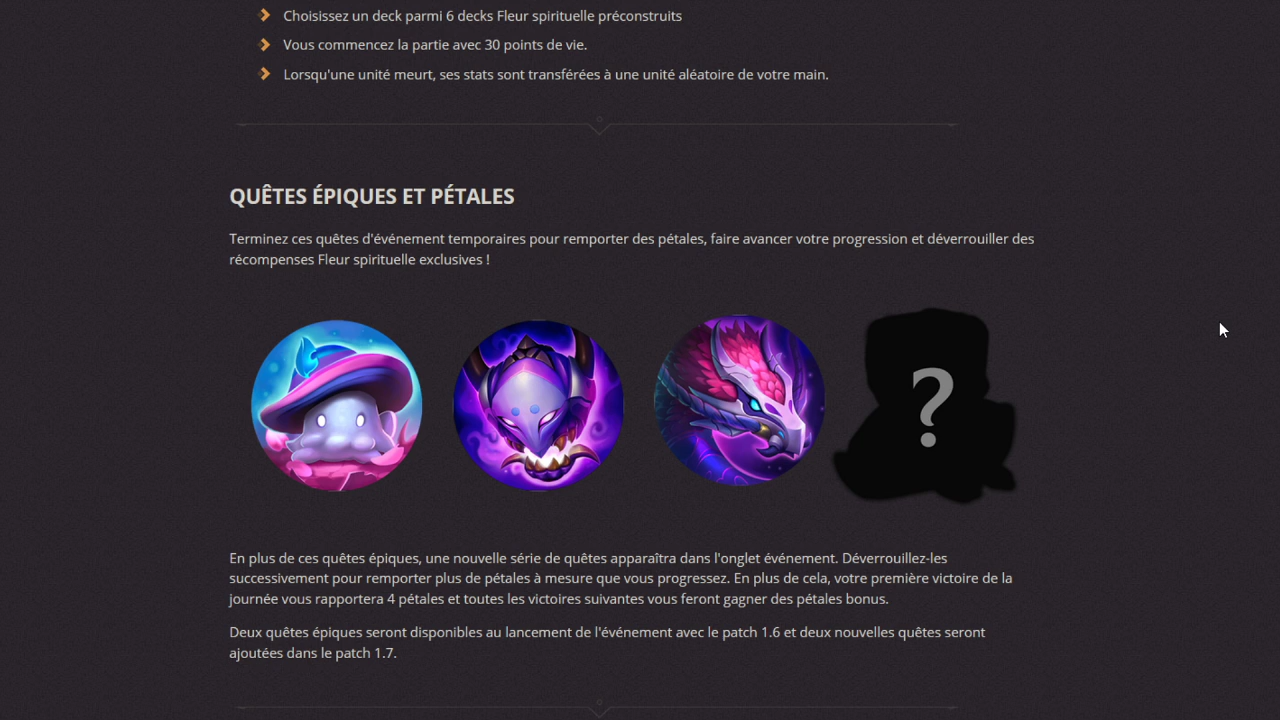 Choisissez un deck parmi 6 decks Fleur spirituelle préconstruits
Vous commencez la partie avec 30 points de vie.
Lorsqu'une unité meurt, ses stats sont transférées à une unité aléatoire de votre main.
QUÊTES ÉPIQUES ET PÉTALES
Terminez ces quêtes d'événement temporaires pour remporter des pétales, faire avancer votre progression et déverrouiller des
récompenses Fleur spirituelle exclusives !
?
En plus de ces quêtes épiques, une nouvelle série de quêtes apparaîtra dans l'onglet événement. Déverrouillez-les
successivement pour remporter plus de pétales à mesure que vous progressez. En plus de cela, votre première victoire de la
journée vous rapportera 4 pétales et toutes les victoires suivantes vous feront gagner des pétales bonus.
Deux quêtes épiques seront disponibles au lancement de l'événement avec le patch 1.6 et deux nouvelles quêtes seront
ajoutées dans le patch 1.7.